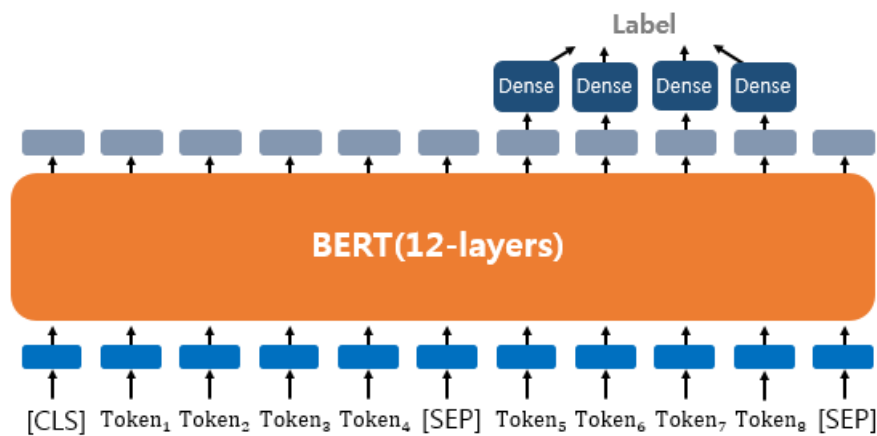 Label
Dense Dense Dense Dense
BERT(12-layers)
[CLS] Token₁ Token₂ Token₃ Token₄ [SEP] Token₅ Token₆ Token₇ Token₈ [SEP]